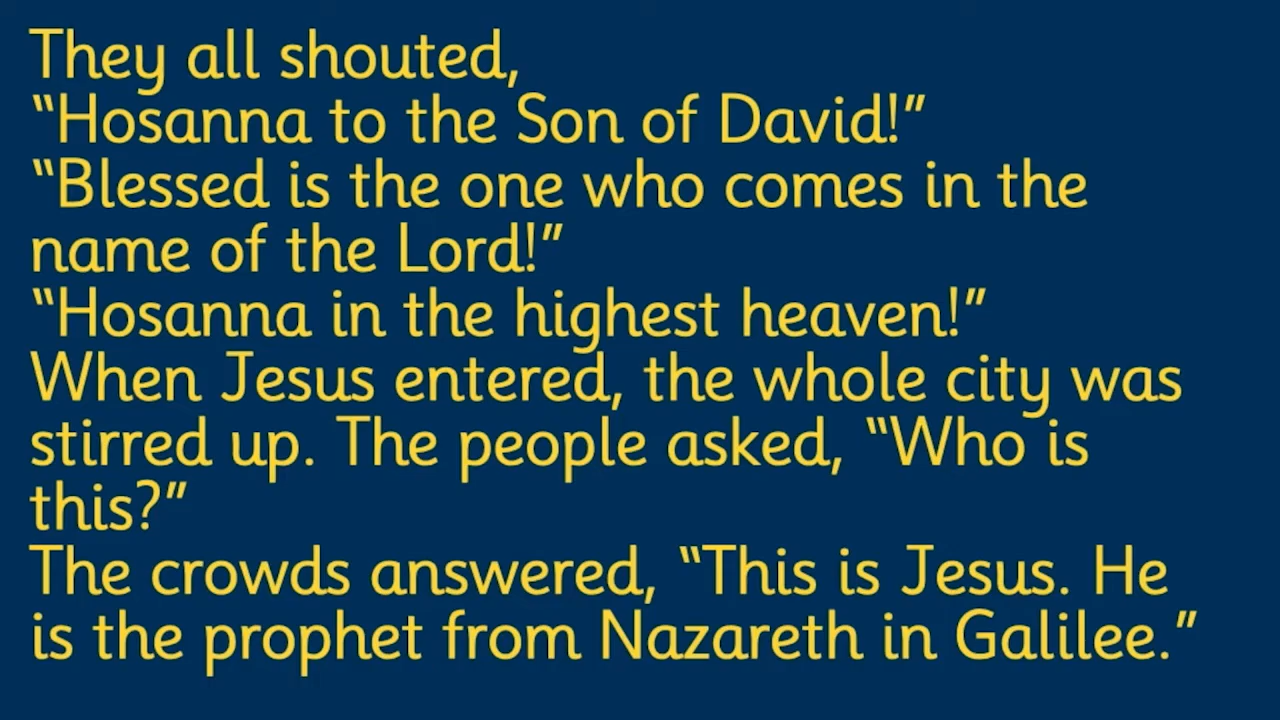 They all shouted,
“Hosanna to the Son of David!”
“Blessed is the one who comes in the
name of the Lord!”
“Hosanna in the highest heaven!”
When Jesus entered, the whole city was
stirred up. The people asked, “Who is
this?”
The crowds answered, “This is Jesus. He
is the prophet from Nazareth in Galilee.”